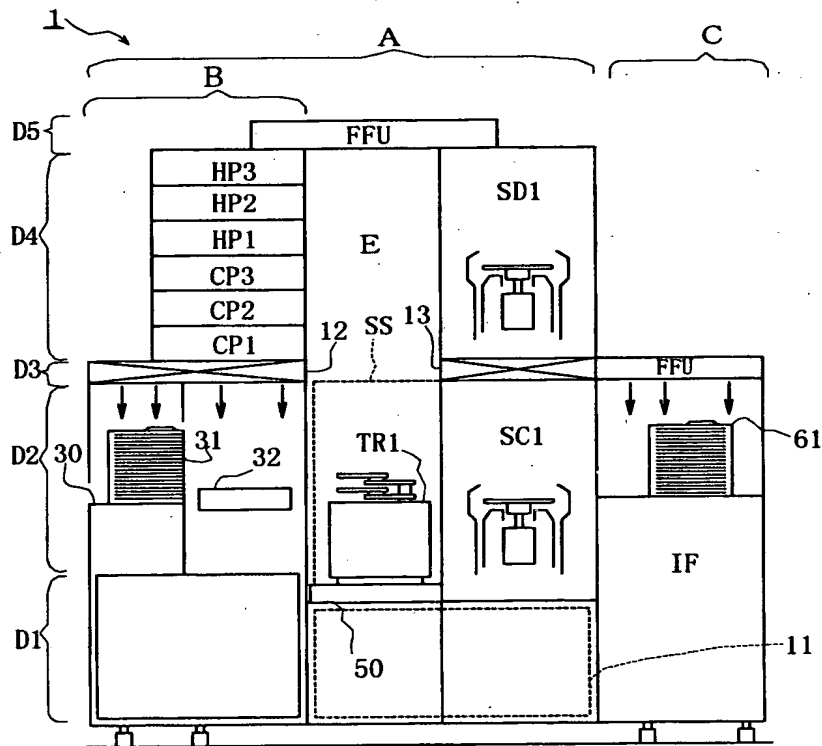 1
A
C
B
D5
FFU
HP3
SD1
HP2
D4
HP1
E
CP3
CP2
SS
13
CP1
12
D3
FFU
D2
31
TR1
SC1
61
30
32
IF
D1
50
11